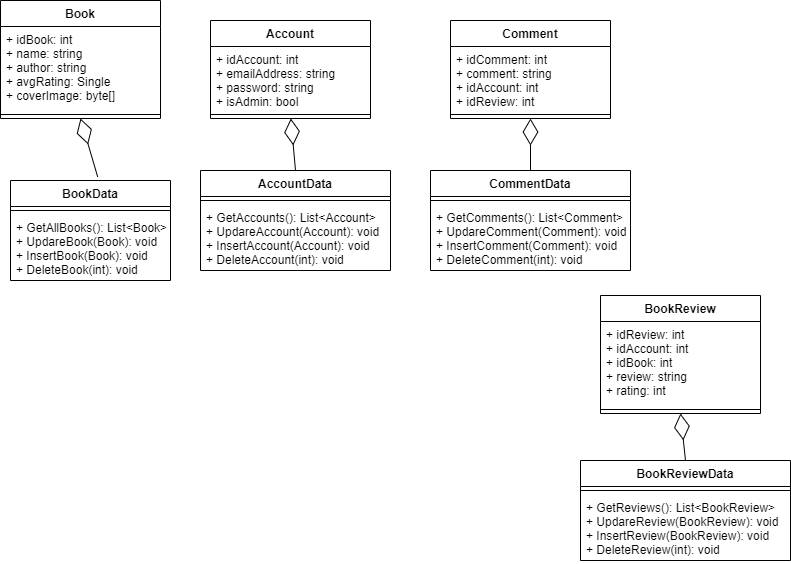 Book
+ idBook: int
+ name: string
+ author: string
+ avgRating: Single
+ coverImage: byte[]
Account
+ idAccount: int
+ emailAddress: string
+ password: string
+ isAdmin: bool
Comment
+ idComment: int
+ comment: string
+ idAccount: int
+ idReview: int
BookData
+ GetAllBooks(): List<Book>
+ UpdareBook(Book): void
+ InsertBook(Book): void
+ DeleteBook(int): void
AccountData
+ GetAccounts(): List<Account>
+ UpdareAccount(Account): void
+ InsertAccount(Account): void
+ DeleteAccount(int): void
CommentData
+ GetComments(): List<Comment>
+ UpdareComment(Comment): void
+ InsertComment(Comment): void
+ DeleteComment(int): void
BookReview
+ idReview: int
+ idAccount: int
+ idBook: int
+ review: string
+ rating: int
BookReviewData
+ GetReviews(): List<BookReview>
+ UpdareReview(BookReview): void
+ InsertReview(BookReview): void
+ DeleteReview(int): void